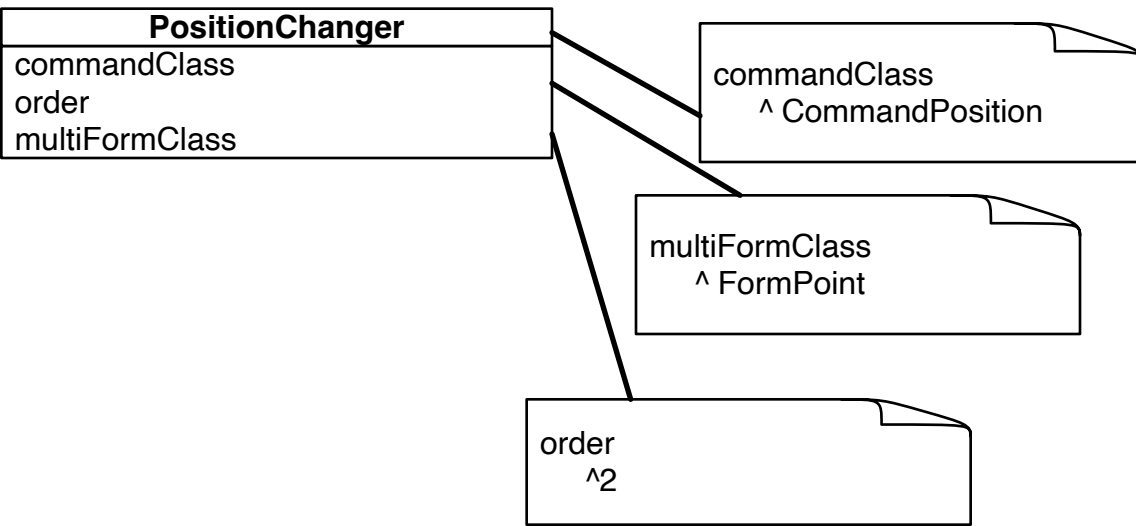 PositionChanger
commandClass
order
multiFormClass
commandClass
^ CommandPosition
multiFormClass
^ FormPoint
order
^2